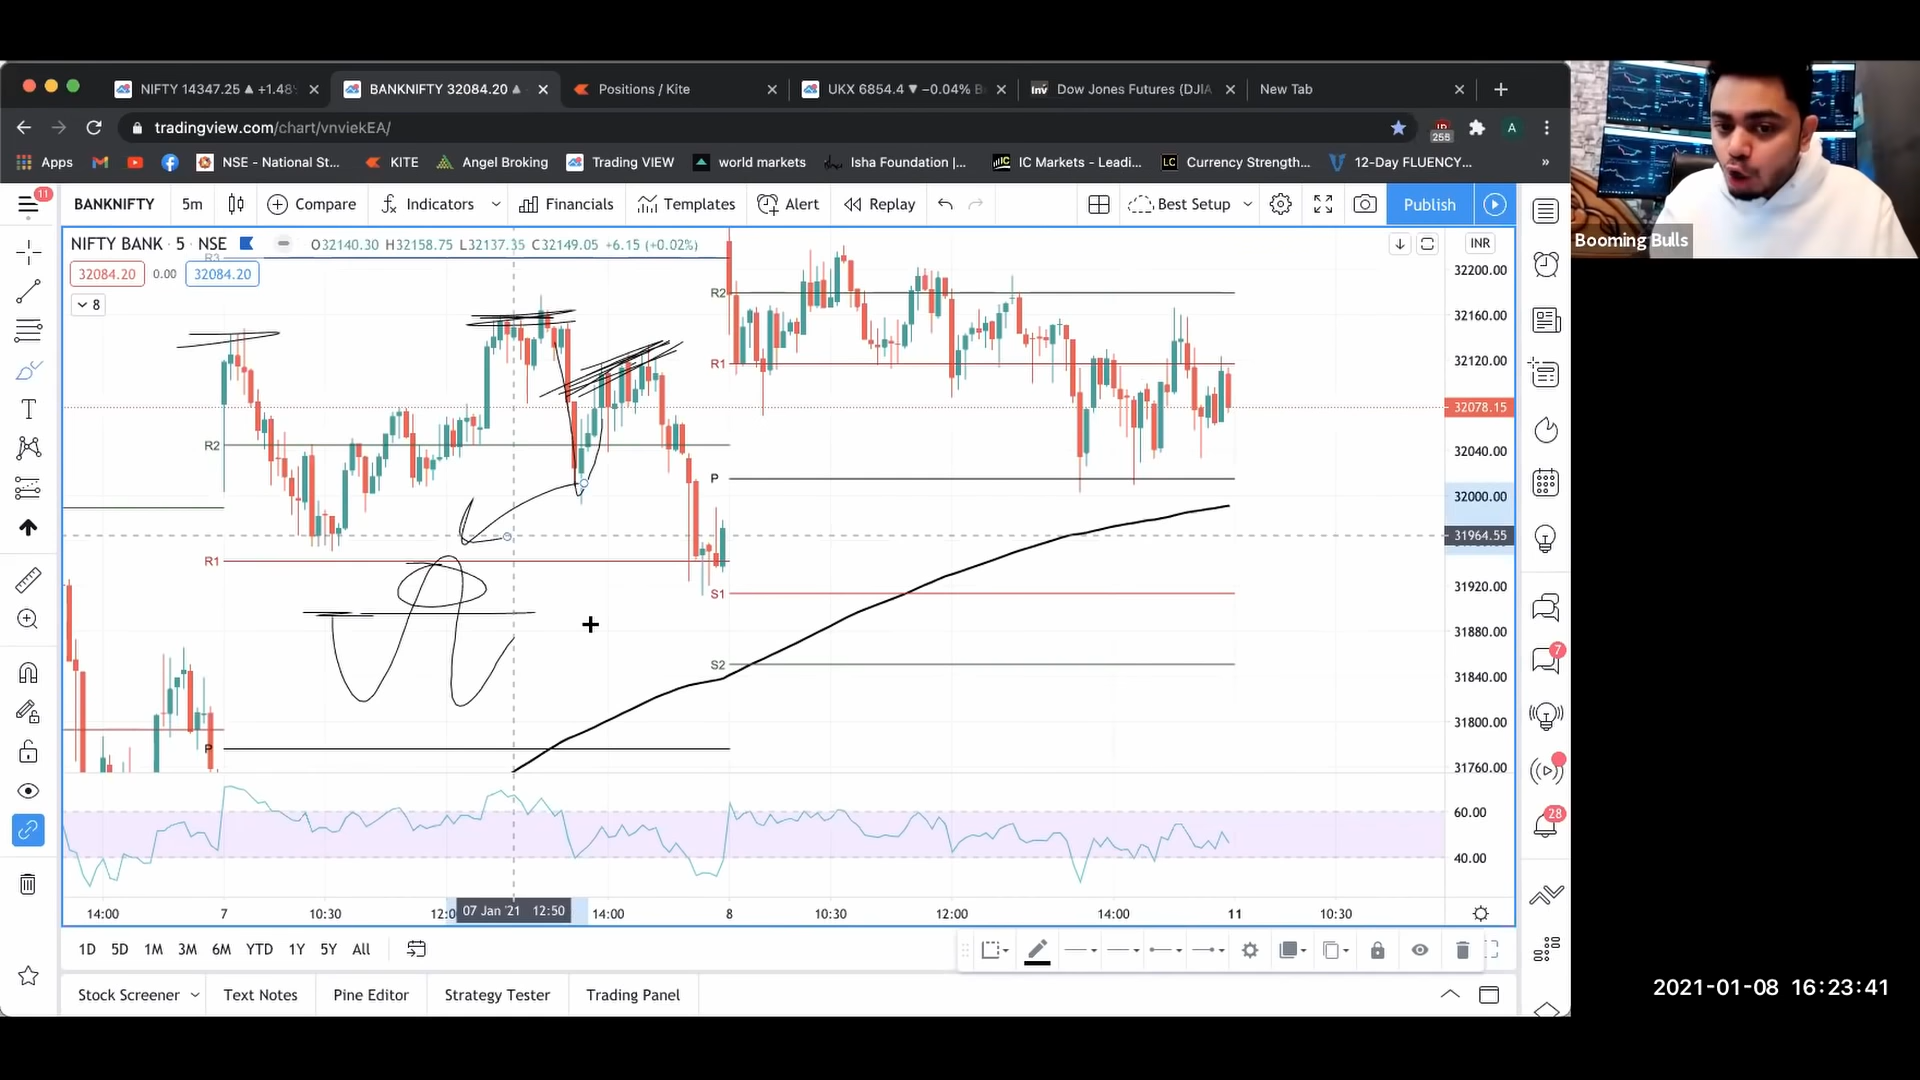 NIFTY 14347.25 ▲ +1.48%
BANKNIFTY 32084.20 ▲
Positions / Kite
UKX 6854.4 ▼ −0.04%
Dow Jones Futures (DJIA
New Tab
tradingview.com/chart/vnviekEA/
255
A
Apps
NSE - National St...
KITE
Angel Broking
Trading VIEW
world markets
Isha Foundation |...
IC Markets - Leadi...
LC
Currency Strength...
12-Day FLUENCY...
»
Booming Bulls
11
BANKNIFTY
5m
Compare
Indicators
Financials
Templates
Alert
Replay
Best Setup
Publish
NIFTY BANK · 5 · NSE
O32140.30 H32158.75 L32137.35 C32149.05 +6.15 (+0.02%)
INR
R3
32084.20 0.00 32084.20
8
32200.00
R2
32160.00
32120.00
R1
32078.15
R2
32040.00
P
32000.00
31964.55
R1
31920.00
S1
31880.00
S2
7
31840.00
31800.00
P
31760.00
60.00
28
40.00
14:00 7 10:30 12:0 07 Jan '21 12:50 14:00 8 10:30 12:00 14:00 11 10:30
1D 5D 1M 3M 6M YTD 1Y 5Y All
Stock Screener
Text Notes
Pine Editor
Strategy Tester
Trading Panel
2021-01-08 16:23:41